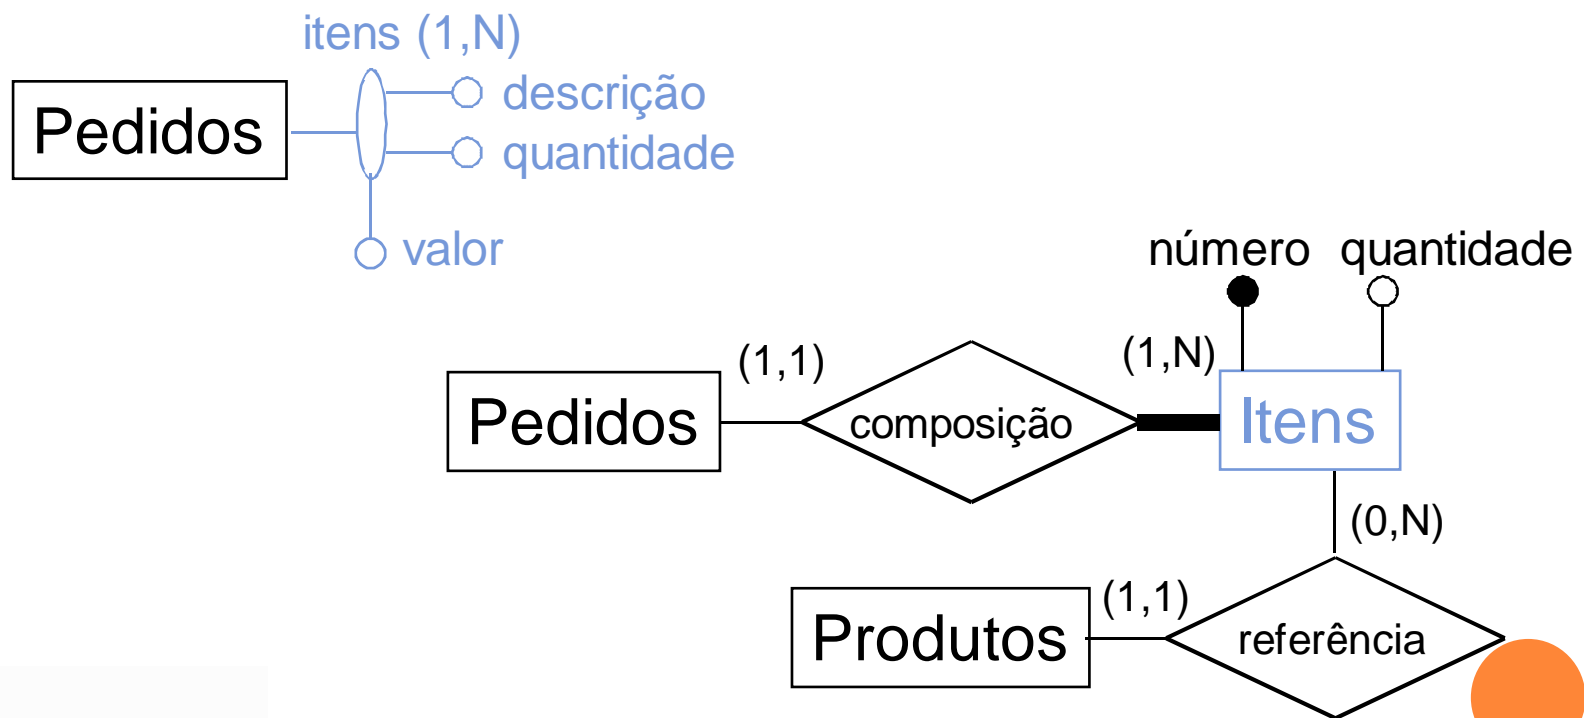 itens (1,N)
descrição
Pedidos
quantidade
valor
número quantidade
(1,1)
(1,N)
Pedidos
composição
Itens
(0,N)
(1,1)
Produtos
referência